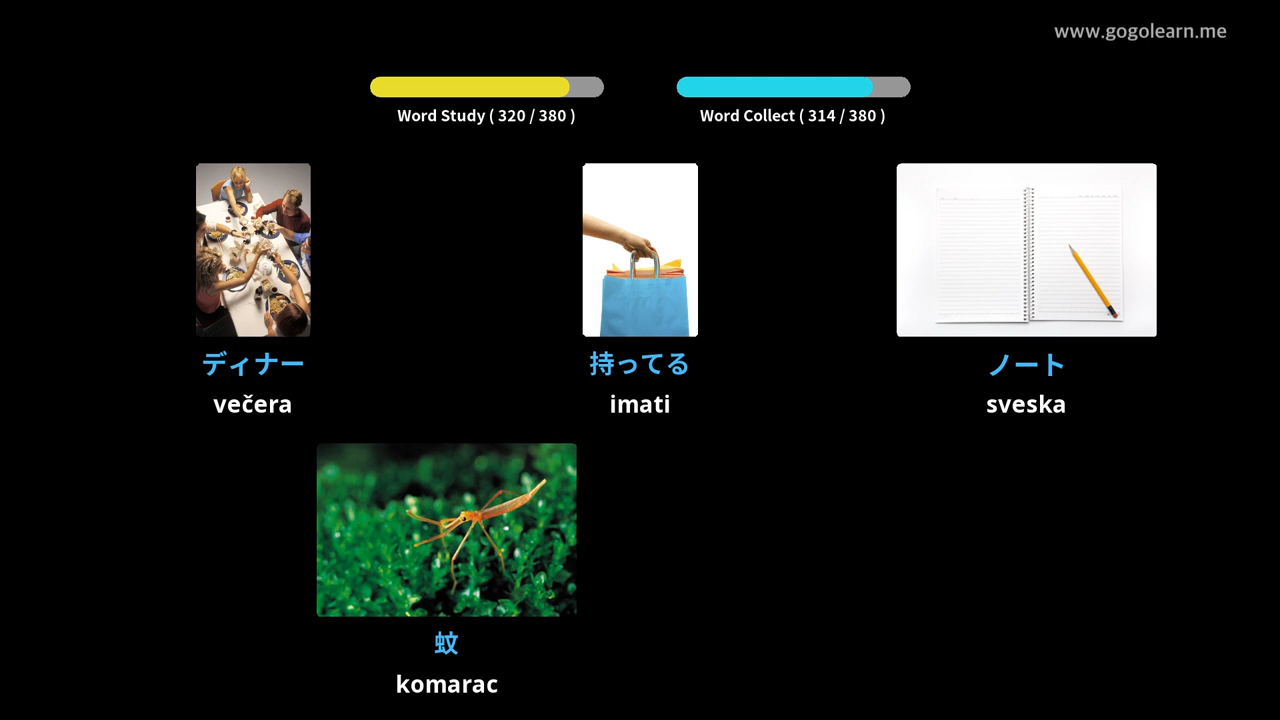 www.gogolearn.me
Word Study ( 320 / 380 )
Word Collect ( 314 / 380 )
ディナー
večera
持ってる
imati
ノート
sveska
蚊
komarac